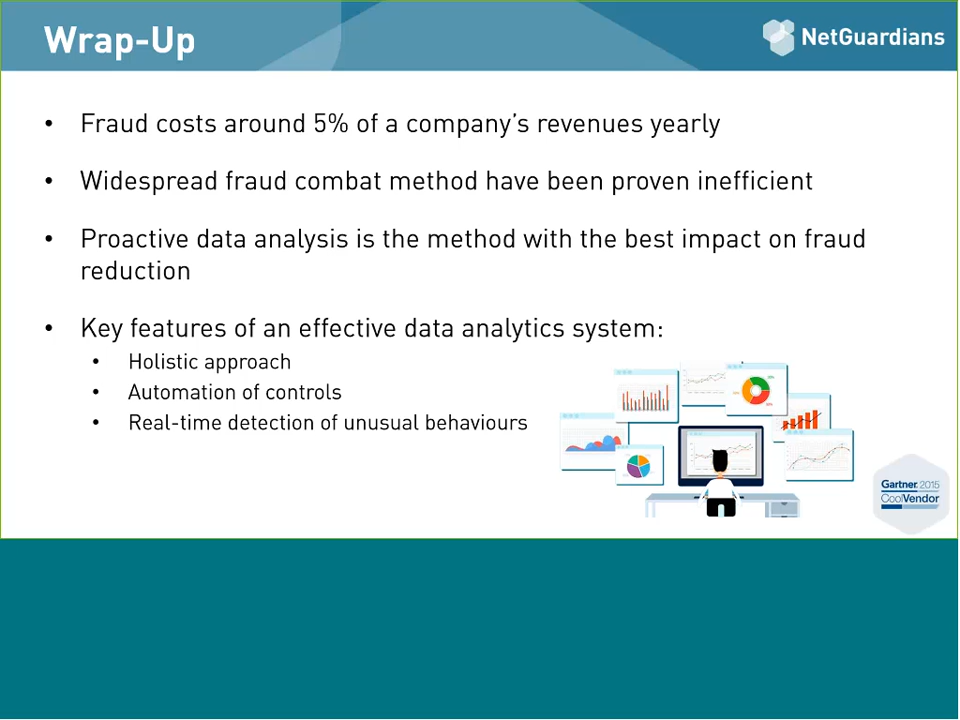 Wrap-Up
NetGuardians
• Fraud costs around 5% of a company's revenues yearly
• Widespread fraud combat method have been proven inefficient
• Proactive data analysis is the method with the best impact on fraud
reduction
• Key features of an effective data analytics system:
• Holistic approach
• Automation of controls
• Real-time detection of unusual behaviours
Gartner 2015
CoolVendor